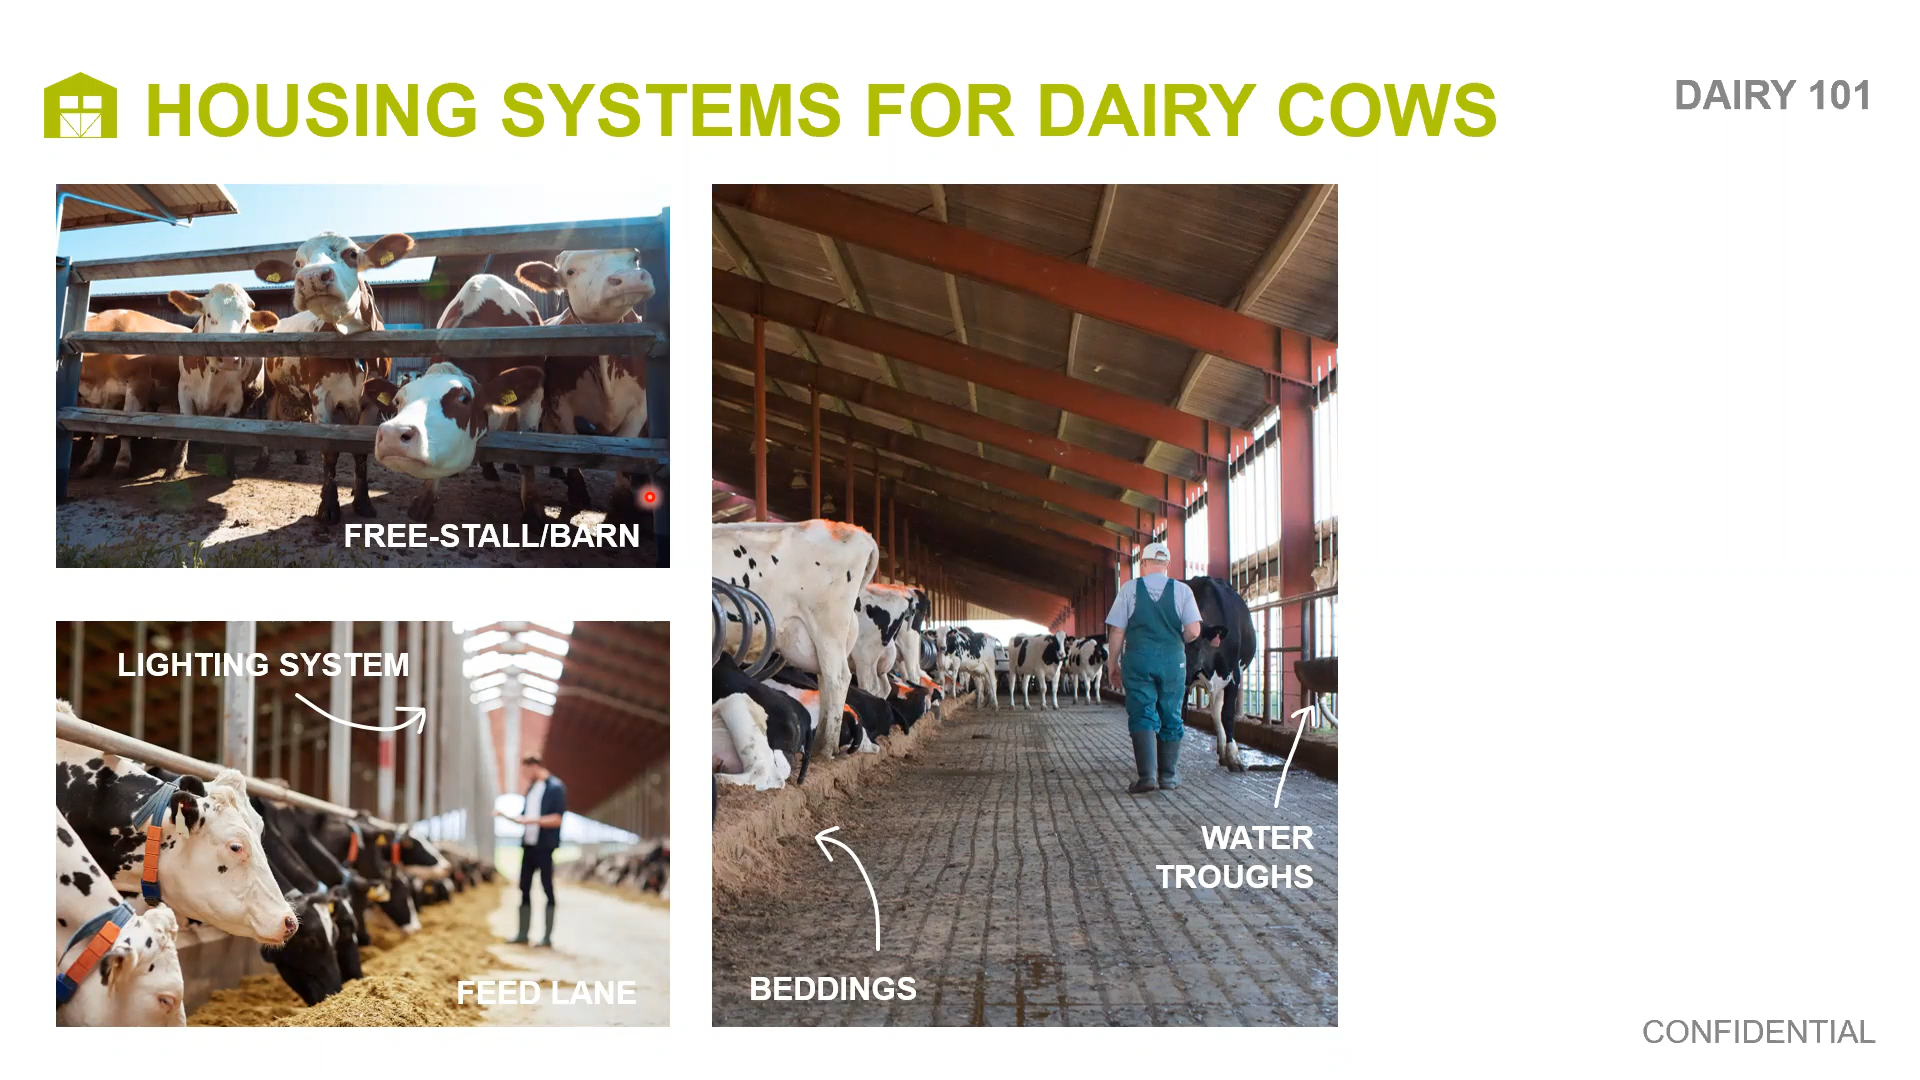 HOUSING SYSTEMS FOR DAIRY COWS
DAIRY 101
FREE-STALL/BARN
LIGHTING SYSTEM
FEED LANE
WATER
TROUGHS
BEDDINGS
CONFIDENTIAL